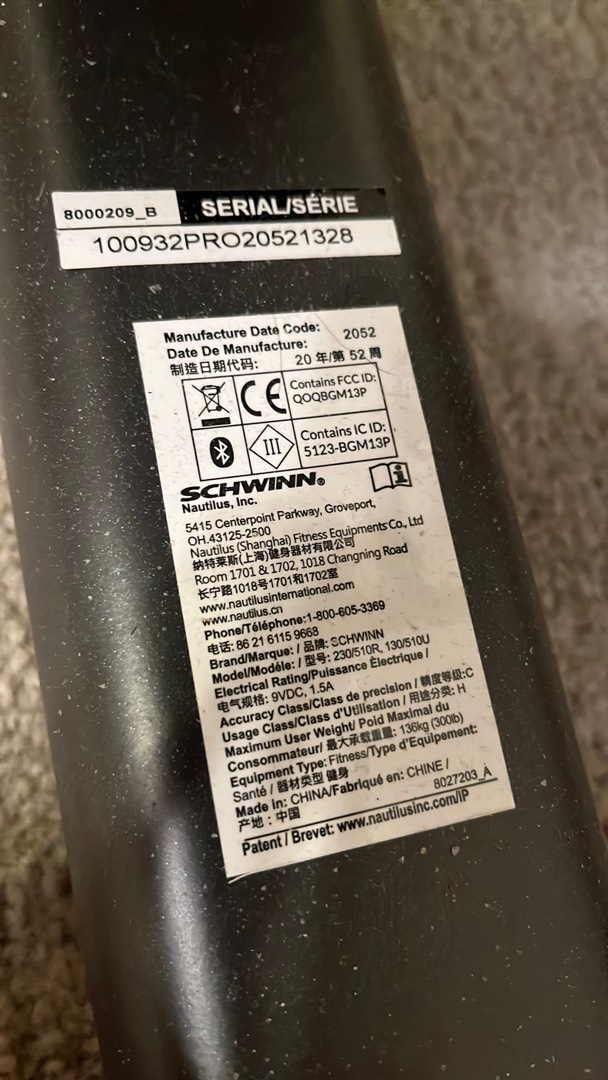 8000209_B SERIAL/SÉRIE
100932PRO20521328
Manufacture Date Code: 2052
Date De Manufacture:
制造日期代码: 20 年/第 52 周
CE Contains FCC ID:
QOQBGM13P
III Contains IC ID:
5123-BGM13P
SCHWINN®
Nautilus, Inc.
5415 Centerpoint Parkway, Groveport,
OH.43125-2500
Nautilus (Shanghai) Fitness Equipments Co., Ltd
纳特莱斯(上海)健身器材有限公司
Room 1701 & 1702, 1018 Changning Road
长宁路1018号1701和1702室
www.nautilusinternational.com
www.nautilus.cn
Phone/Téléphone:1-800-605-3369
电话: 86 21 6115 9668
Brand/Marque: / 品牌: SCHWINN
Model/Modéle: / 型号: 230/510R, 130/510U
Electrical Rating/Puissance Électrique /
电气规格: 9VDC, 1.5A
Accuracy Class/Class de precision / 精度等级:C
Usage Class/Class d'Utilisation / 用途分类: H
Maximum User Weight/ Poid Maximal du
Consommateur/ 最大承载重量: 136kg (300lb)
Equipment Type: Fitness/Type d'Equipement:
Santé / 器材类型 健身
Made in: CHINA/Fabriqué en: CHINE /
产地 : 中国 8027203_A
Patent / Brevet: www.nautilusinc.com/IP